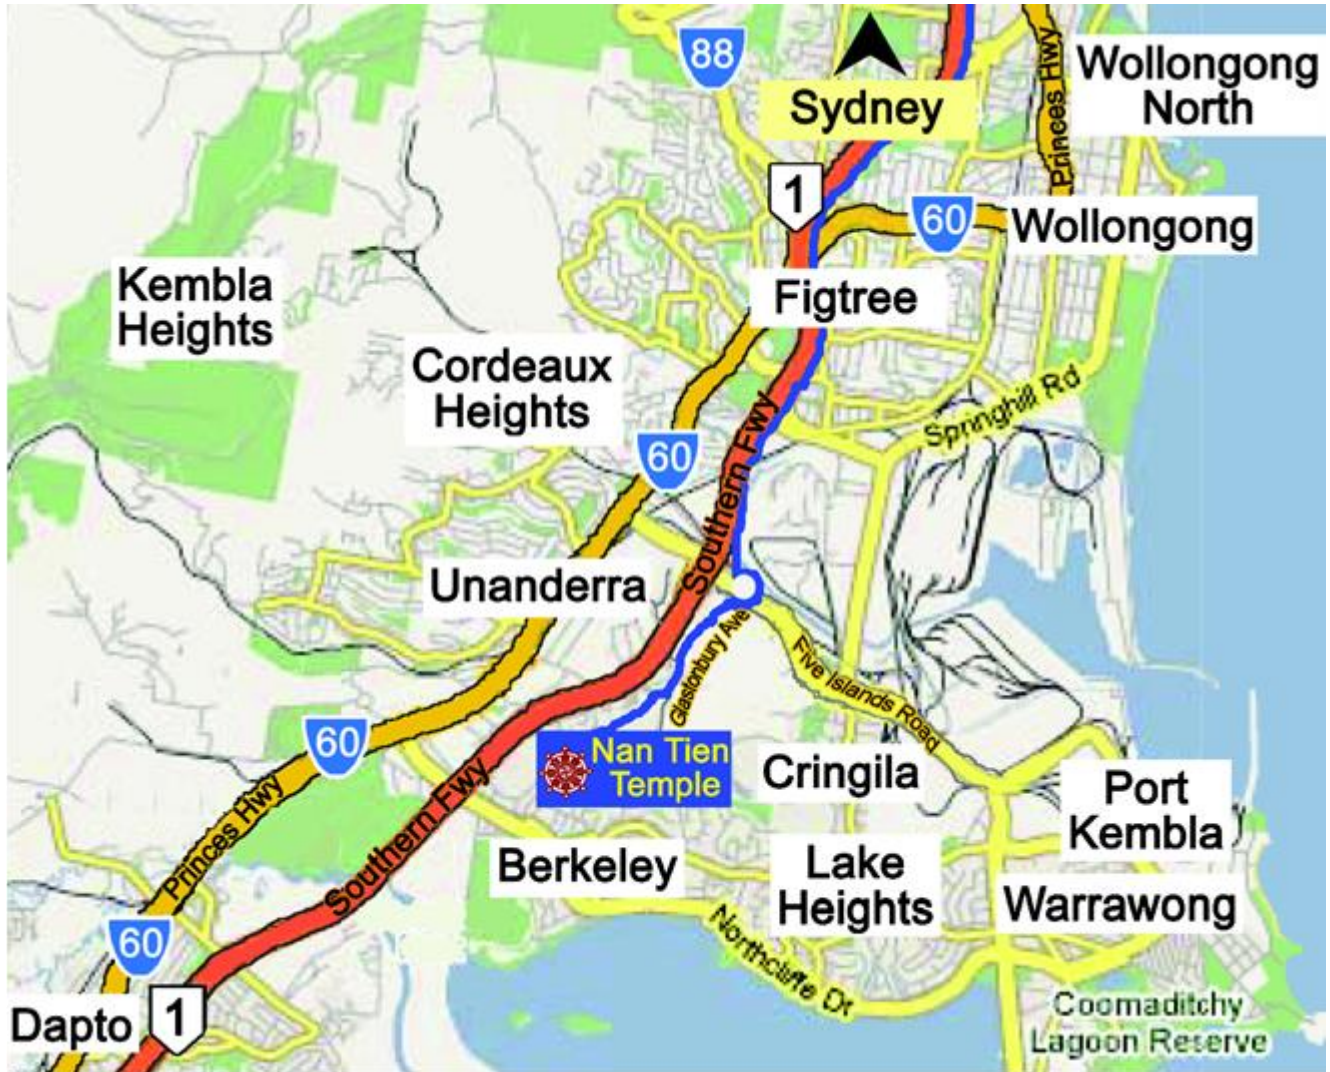 88
Sydney
Princes Hwy
Wollongong
North
1
60
Wollongong
Kembla
Heights
Figtree
Cordeaux
Heights
Springhill Rd
60
Southern Fwy
Unanderra
Glastonbury Ave
Five Islands Road
60
Nan Tien
Temple
Cringila
Port
Kembla
Princes Hwy
Southern Fwy
Berkeley
Lake
Heights
Warrawong
60
Northcliffe Dt
Dapto
1
Coomaditchy
Lagoon Reserve